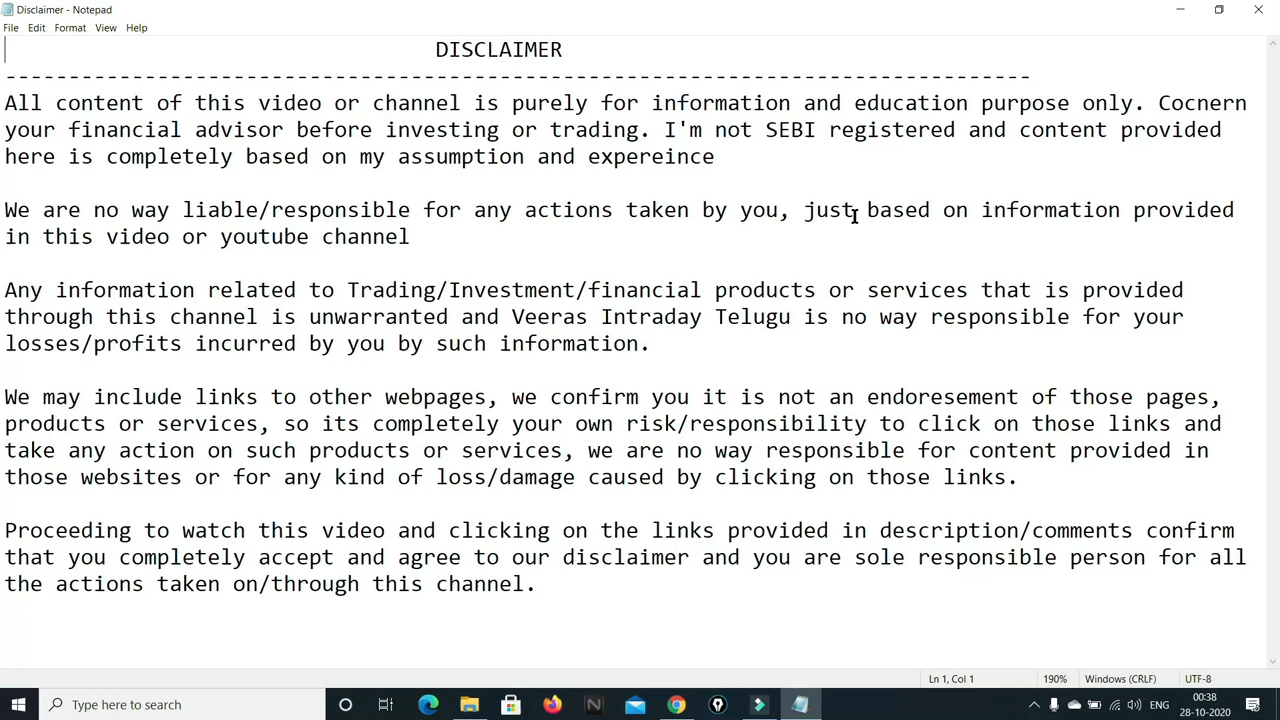 Disclaimer - Notepad
File Edit Format View Help
DISCLAIMER
---------------------------------------------------------------------------------
All content of this video or channel is purely for information and education purpose only. Cocnern
your financial advisor before investing or trading. I'm not SEBI registered and content provided
here is completely based on my assumption and expereince
We are no way liable/responsible for any actions taken by you, just based on information provided
in this video or youtube channel
Any information related to Trading/Investment/financial products or services that is provided
through this channel is unwarranted and Veeras Intraday Telugu is no way responsible for your
losses/profits incurred by you by such information.
We may include links to other webpages, we confirm you it is not an endoresement of those pages,
products or services, so its completely your own risk/responsibility to click on those links and
take any action on such products or services, we are no way responsible for content provided in
those websites or for any kind of loss/damage caused by clicking on those links.
Proceeding to watch this video and clicking on the links provided in description/comments confirm
that you completely accept and agree to our disclaimer and you are sole responsible person for all
the actions taken on/through this channel.
Ln 1, Col 1 190% Windows (CRLF) UTF-8
Type here to search
ENG
00:38
28-10-2020